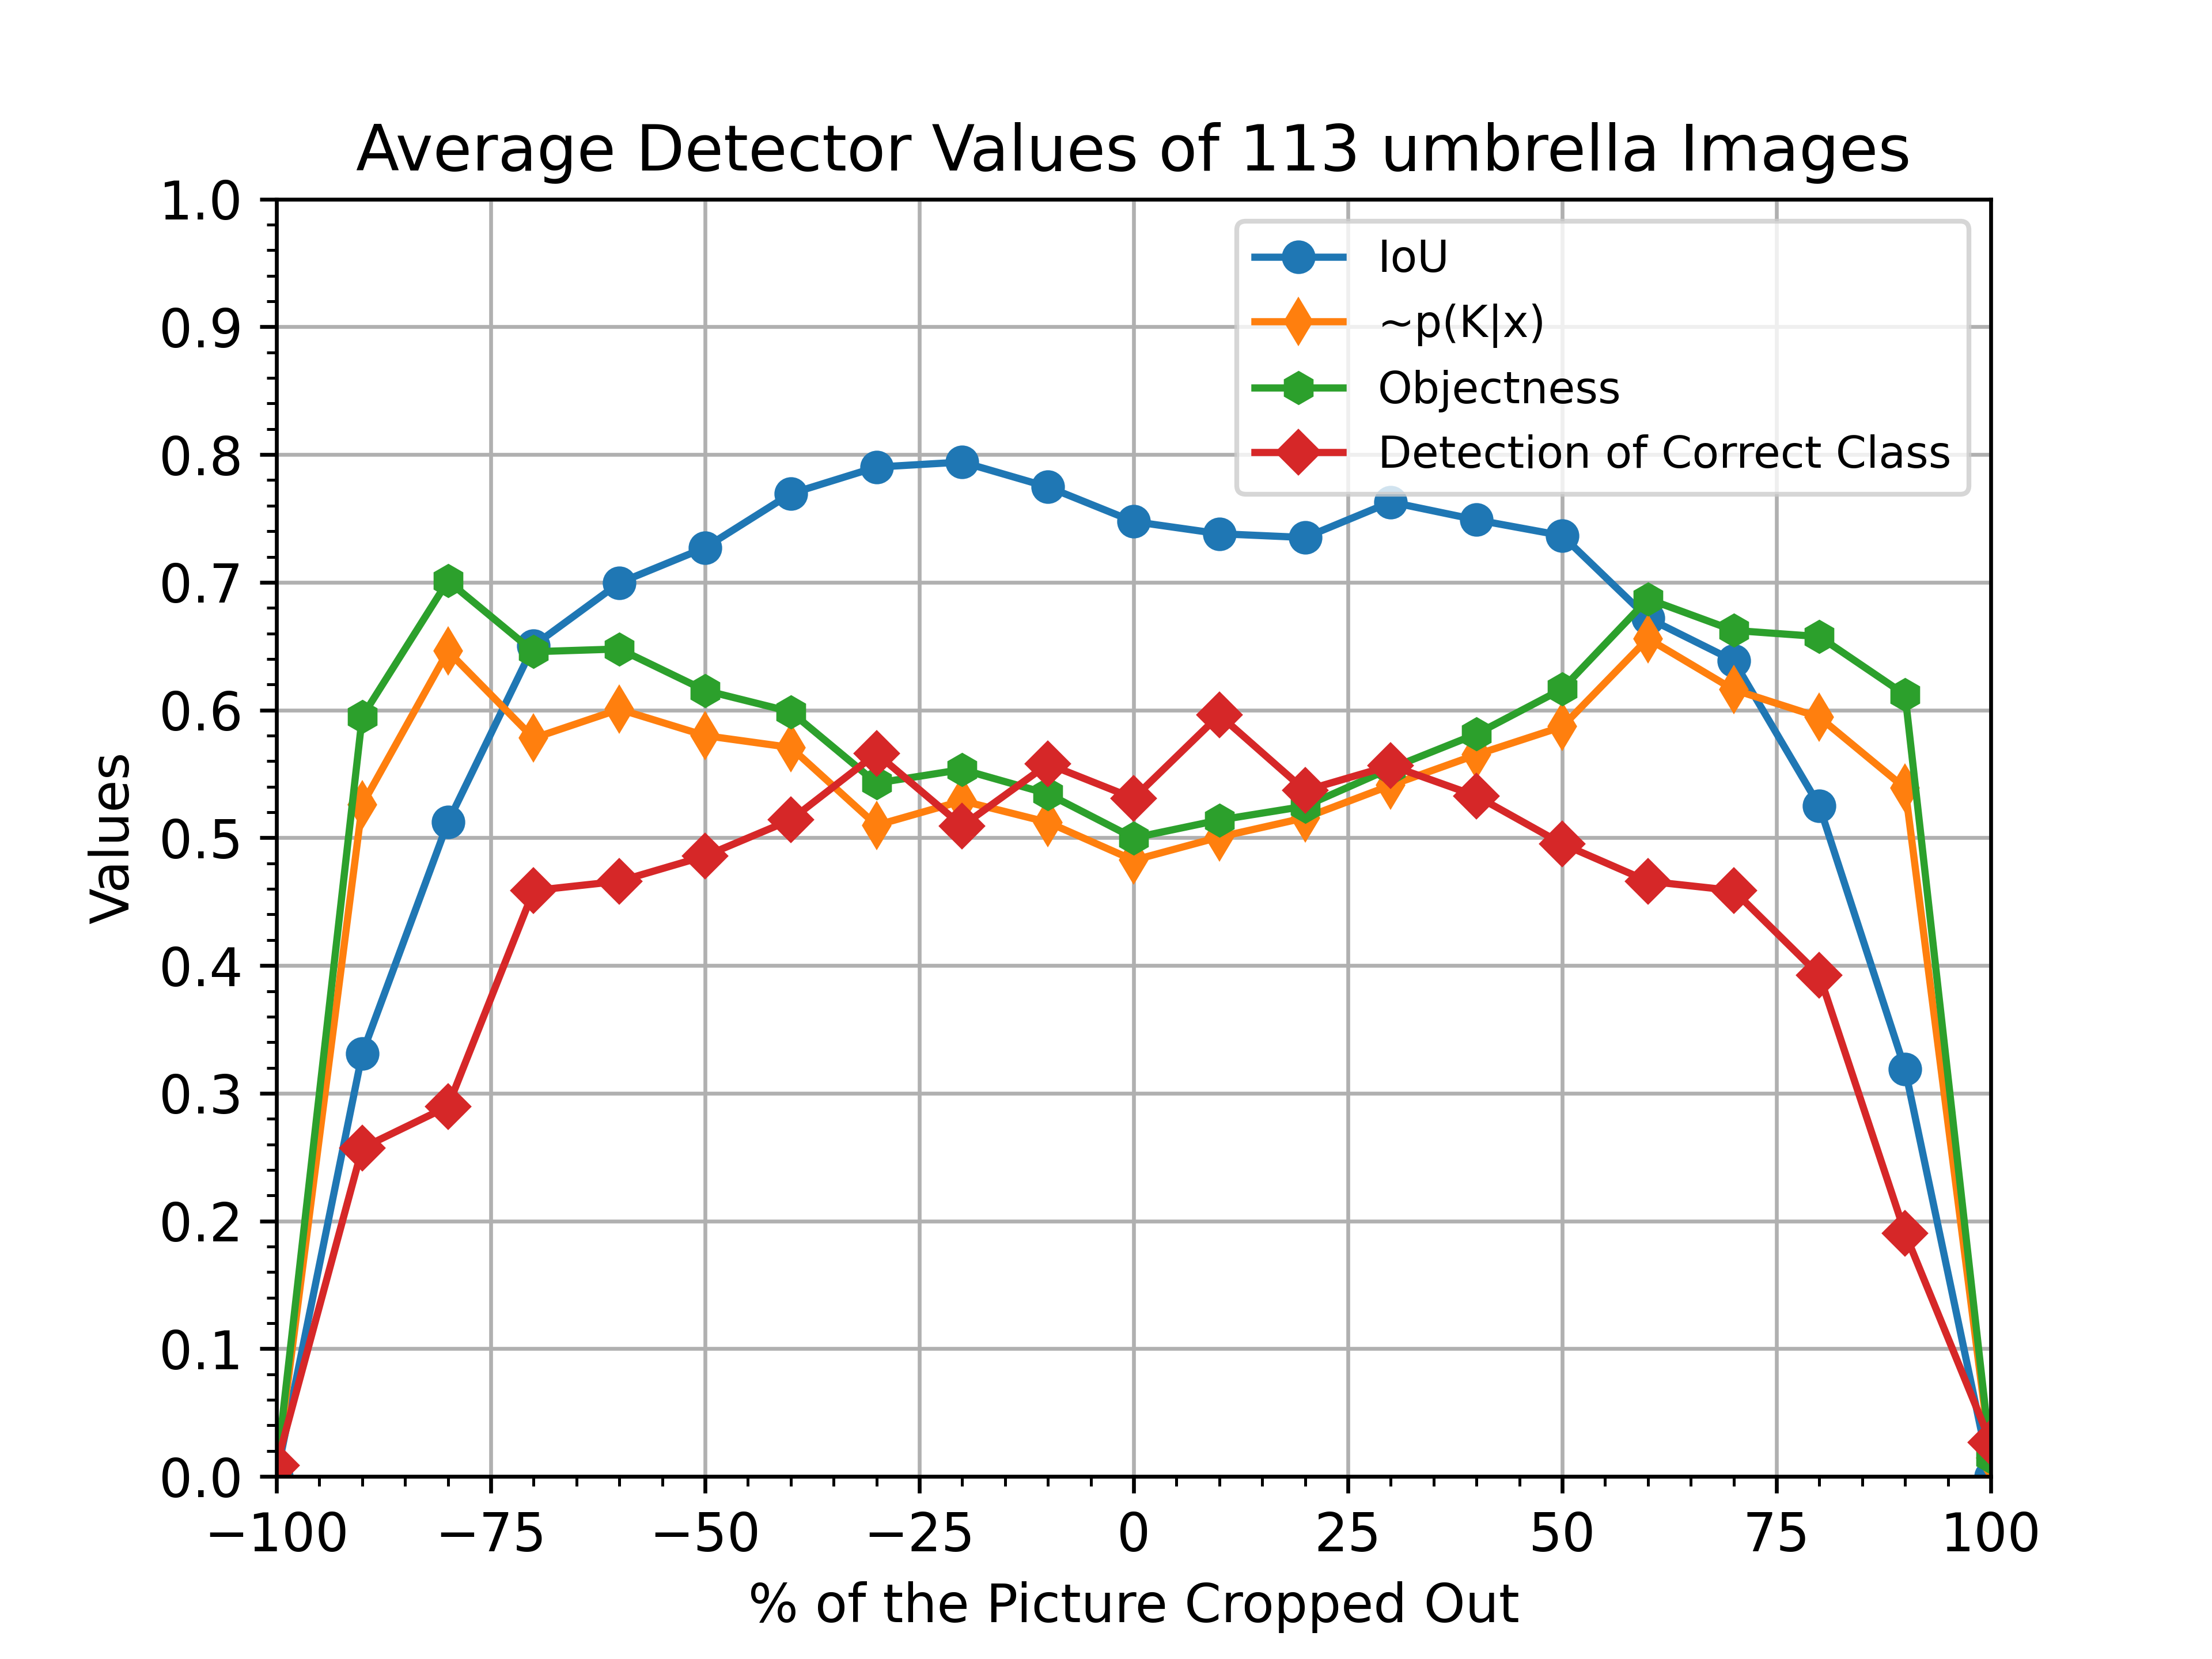 Average Detector Values of 113 umbrella Images
1.0
0.9
0.8
0.7
0.6
0.5
0.4
0.3
0.2
0.1
0.0
Values
IoU
~p(K|x)
Objectness
Detection of Correct Class
−100 −75 −50 −25 0 25 50 75 100
% of the Picture Cropped Out